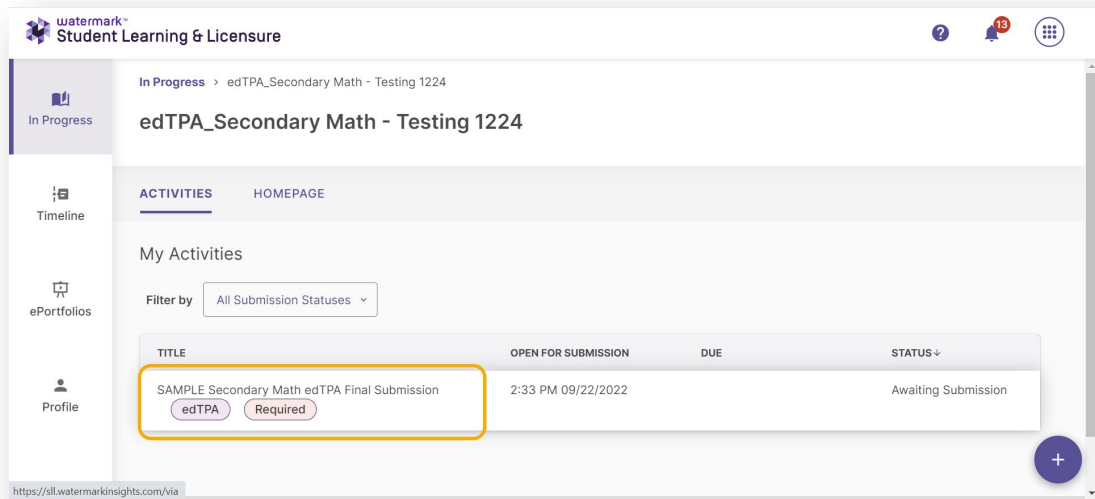 watermark™
Student Learning & Licensure
13
In Progress
Timeline
ePortfolios
Profile
In Progress > edTPA_Secondary Math - Testing 1224
edTPA_Secondary Math - Testing 1224
ACTIVITIES HOMEPAGE
My Activities
Filter by All Submission Statuses
TITLE OPEN FOR SUBMISSION DUE STATUS↓
SAMPLE Secondary Math edTPA Final Submission 2:33 PM 09/22/2022 Awaiting Submission
edTPA Required
+
https://sll.watermarkinsights.com/via